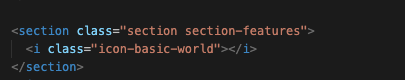 <section class="section section-features">
<i class="icon-basic-world"></i>
</section>